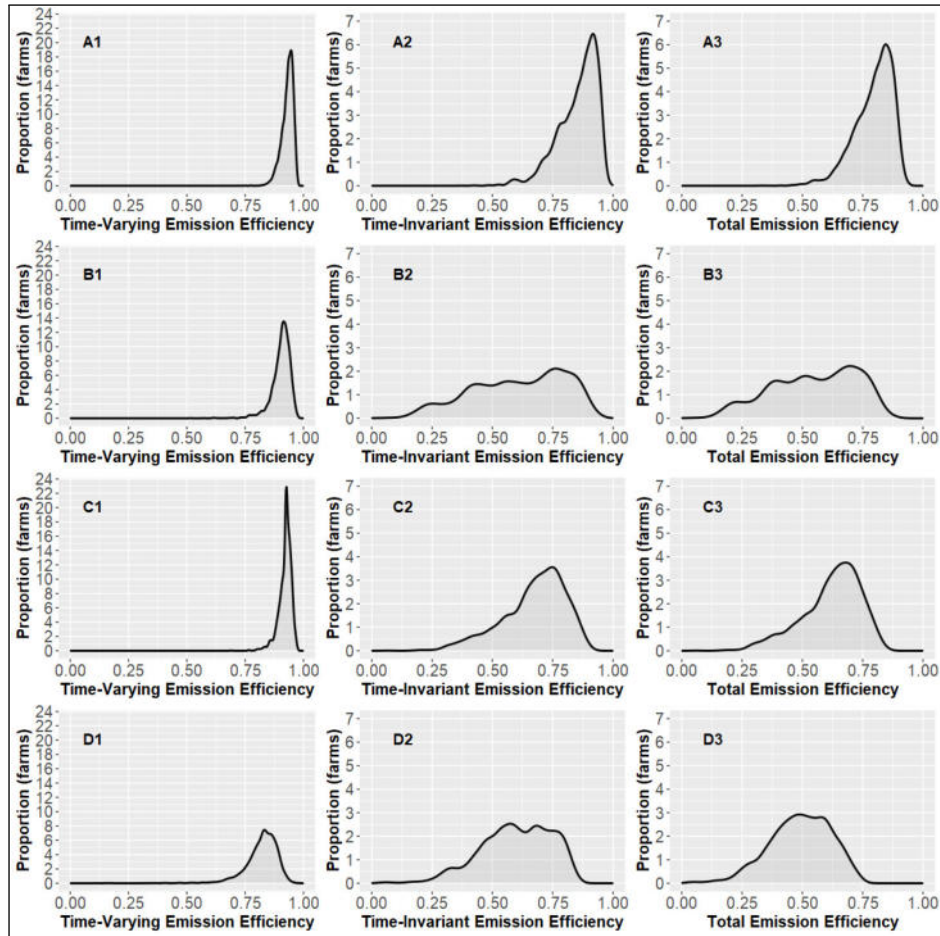 A1
Proportion (farms)
24
22
20
18
16
14
12
10
8
6
4
2
0
0.00 0.25 0.50 0.75 1.00
Time-Varying Emission Efficiency
A2
Proportion (farms)
7
6
5
4
3
2
1
0
0.00 0.25 0.50 0.75 1.00
Time-Invariant Emission Efficiency
A3
Proportion (farms)
7
6
5
4
3
2
1
0
0.00 0.25 0.50 0.75 1.00
Total Emission Efficiency
B1
Proportion (farms)
24
22
20
18
16
14
12
10
8
6
4
2
0
0.00 0.25 0.50 0.75 1.00
Time-Varying Emission Efficiency
B2
Proportion (farms)
7
6
5
4
3
2
1
0
0.00 0.25 0.50 0.75 1.00
Time-Invariant Emission Efficiency
B3
Proportion (farms)
7
6
5
4
3
2
1
0
0.00 0.25 0.50 0.75 1.00
Total Emission Efficiency
C1
Proportion (farms)
24
22
20
18
16
14
12
10
8
6
4
2
0
0.00 0.25 0.50 0.75 1.00
Time-Varying Emission Efficiency
C2
Proportion (farms)
7
6
5
4
3
2
1
0
0.00 0.25 0.50 0.75 1.00
Time-Invariant Emission Efficiency
C3
Proportion (farms)
7
6
5
4
3
2
1
0
0.00 0.25 0.50 0.75 1.00
Total Emission Efficiency
D1
Proportion (farms)
24
22
20
18
16
14
12
10
8
6
4
2
0
0.00 0.25 0.50 0.75 1.00
Time-Varying Emission Efficiency
D2
Proportion (farms)
7
6
5
4
3
2
1
0
0.00 0.25 0.50 0.75 1.00
Time-Invariant Emission Efficiency
D3
Proportion (farms)
7
6
5
4
3
2
1
0
0.00 0.25 0.50 0.75 1.00
Total Emission Efficiency